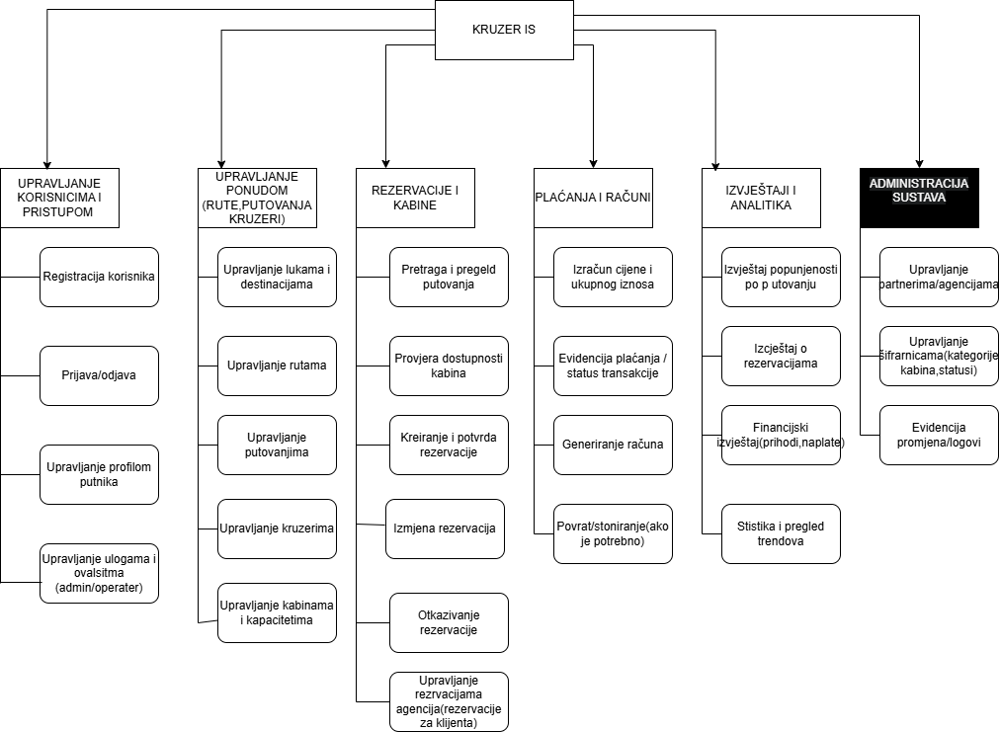 KRUZER IS
UPRAVLJANJE
KORISNICIMA I
PRISTUPOM
Registracija korisnika
Prijava/odjava
Upravljanje profilom
putnika
Upravljanje ulogama i
ovalsitma
(admin/operater)
UPRAVLJANJE
PONUDOM
(RUTE,PUTOVANJA
KRUZERI)
Upravljanje lukama i
destinacijama
Upravljanje rutama
Upravljanje
putovanjima
Upravljanje kruzerima
Upravljanje kabinama
i kapacitetima
REZERVACIJE I
KABINE
Pretraga i pregeld
putovanja
Provjera dostupnosti
kabina
Kreiranje i potvrda
rezervacije
Izmjena rezervacija
Otkazivanje
rezervacije
Upravljanje
rezrvacijama
agencija(rezervacije
za klijenta)
PLAĆANJA I RAČUNI
Izračun cijene i
ukupnog iznosa
Evidencija plaćanja /
status transakcije
Generiranje računa
Povrat/stoniranje(ako
je potrebno)
IZVJEŠTAJI I
ANALITIKA
Izvještaj popunjenosti
po p utovanju
Izcještaj o
rezervacijama
Financijski
izvještaj(prihodi,naplate)
Stistika i pregled
trendova
ADMINISTRACIJA
SUSTAVA
Upravljanje
partnerima/agencijama
Upravljanje
šifrarnicama(kategorije
kabina,statusi)
Evidencija
promjena/logovi